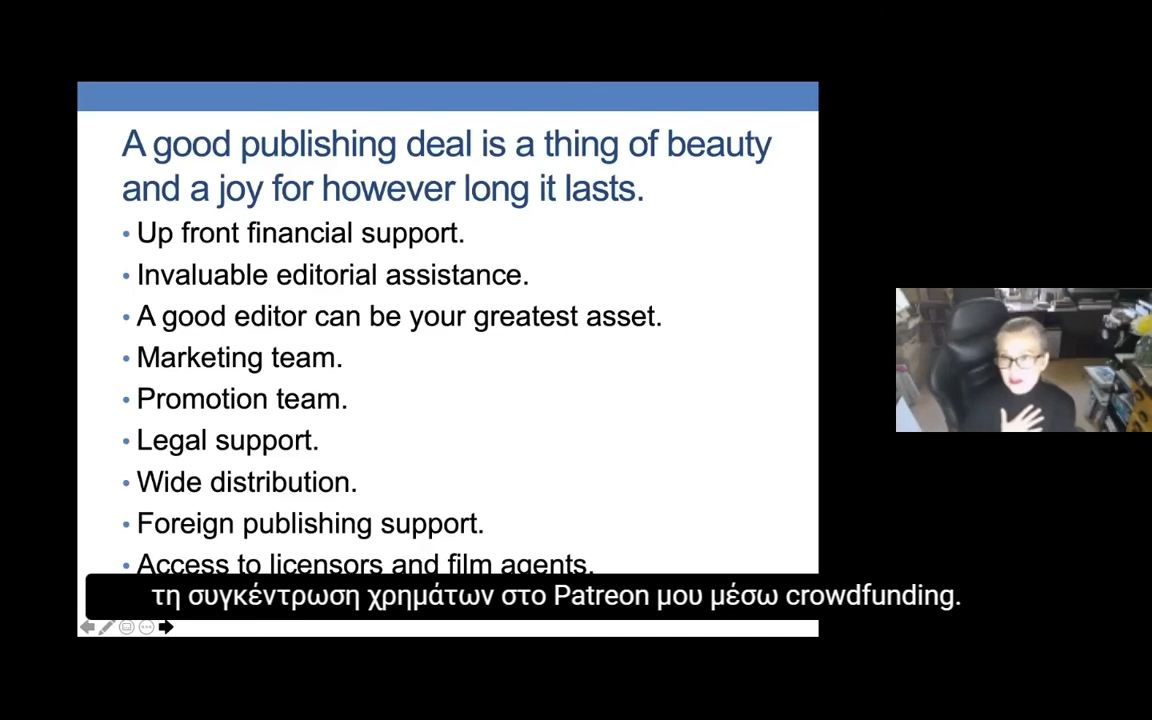 A good publishing deal is a thing of beauty
and a joy for however long it lasts.
• Up front financial support.
• Invaluable editorial assistance.
• A good editor can be your greatest asset.
• Marketing team.
• Promotion team.
• Legal support.
• Wide distribution.
• Foreign publishing support.
• Access to licensors and film agents.
τη συγκέντρωση χρημάτων στο Patreon μου μέσω crowdfunding.